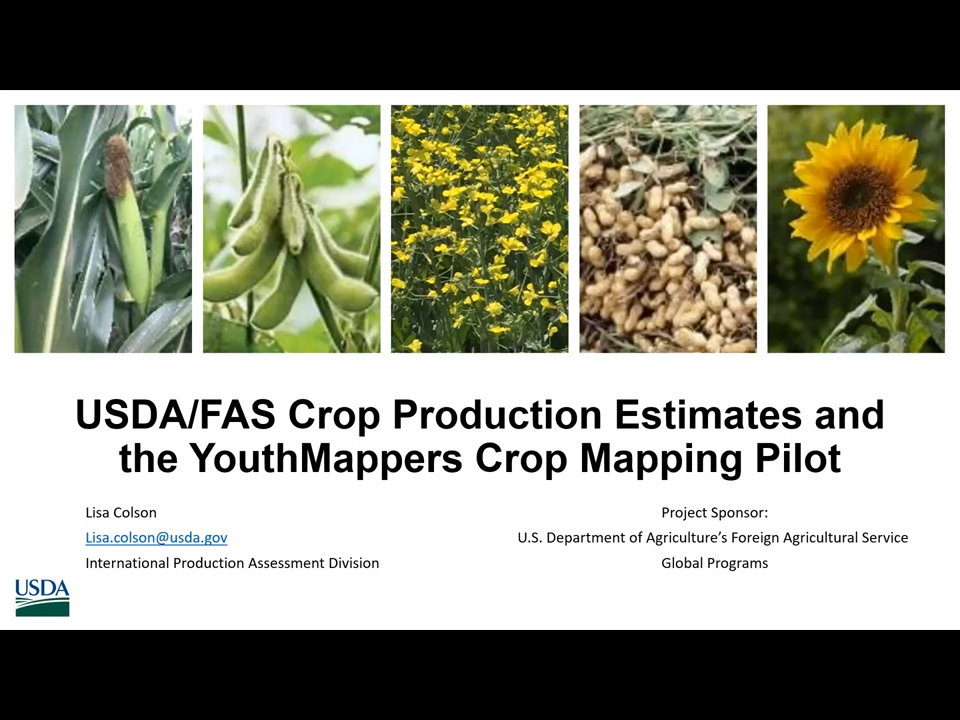 USDA/FAS Crop Production Estimates and
the YouthMappers Crop Mapping Pilot
Lisa Colson
Lisa.colson@usda.gov
International Production Assessment Division
Project Sponsor:
U.S. Department of Agriculture’s Foreign Agricultural Service
Global Programs
USDA